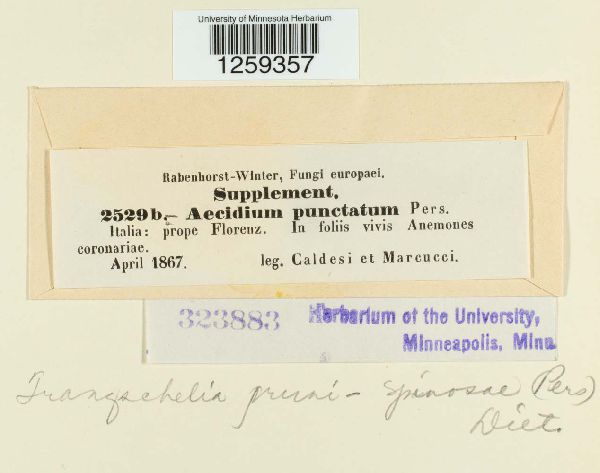 University of Minnesota Herbarium
1259357
Rabenhorst-Winter, Fungi europaei.
Supplement.
2529b. Aecidium punctatum Pers.
Italia: prope Florenz. In foliis vivis Anemones
coronariae.
April 1867. leg. Caldesi et Marcucci.
323883 Herbarium of the University,
Minneapolis, Minn.
Tranzschelia pruni-spinosae (Pers)
Diet.